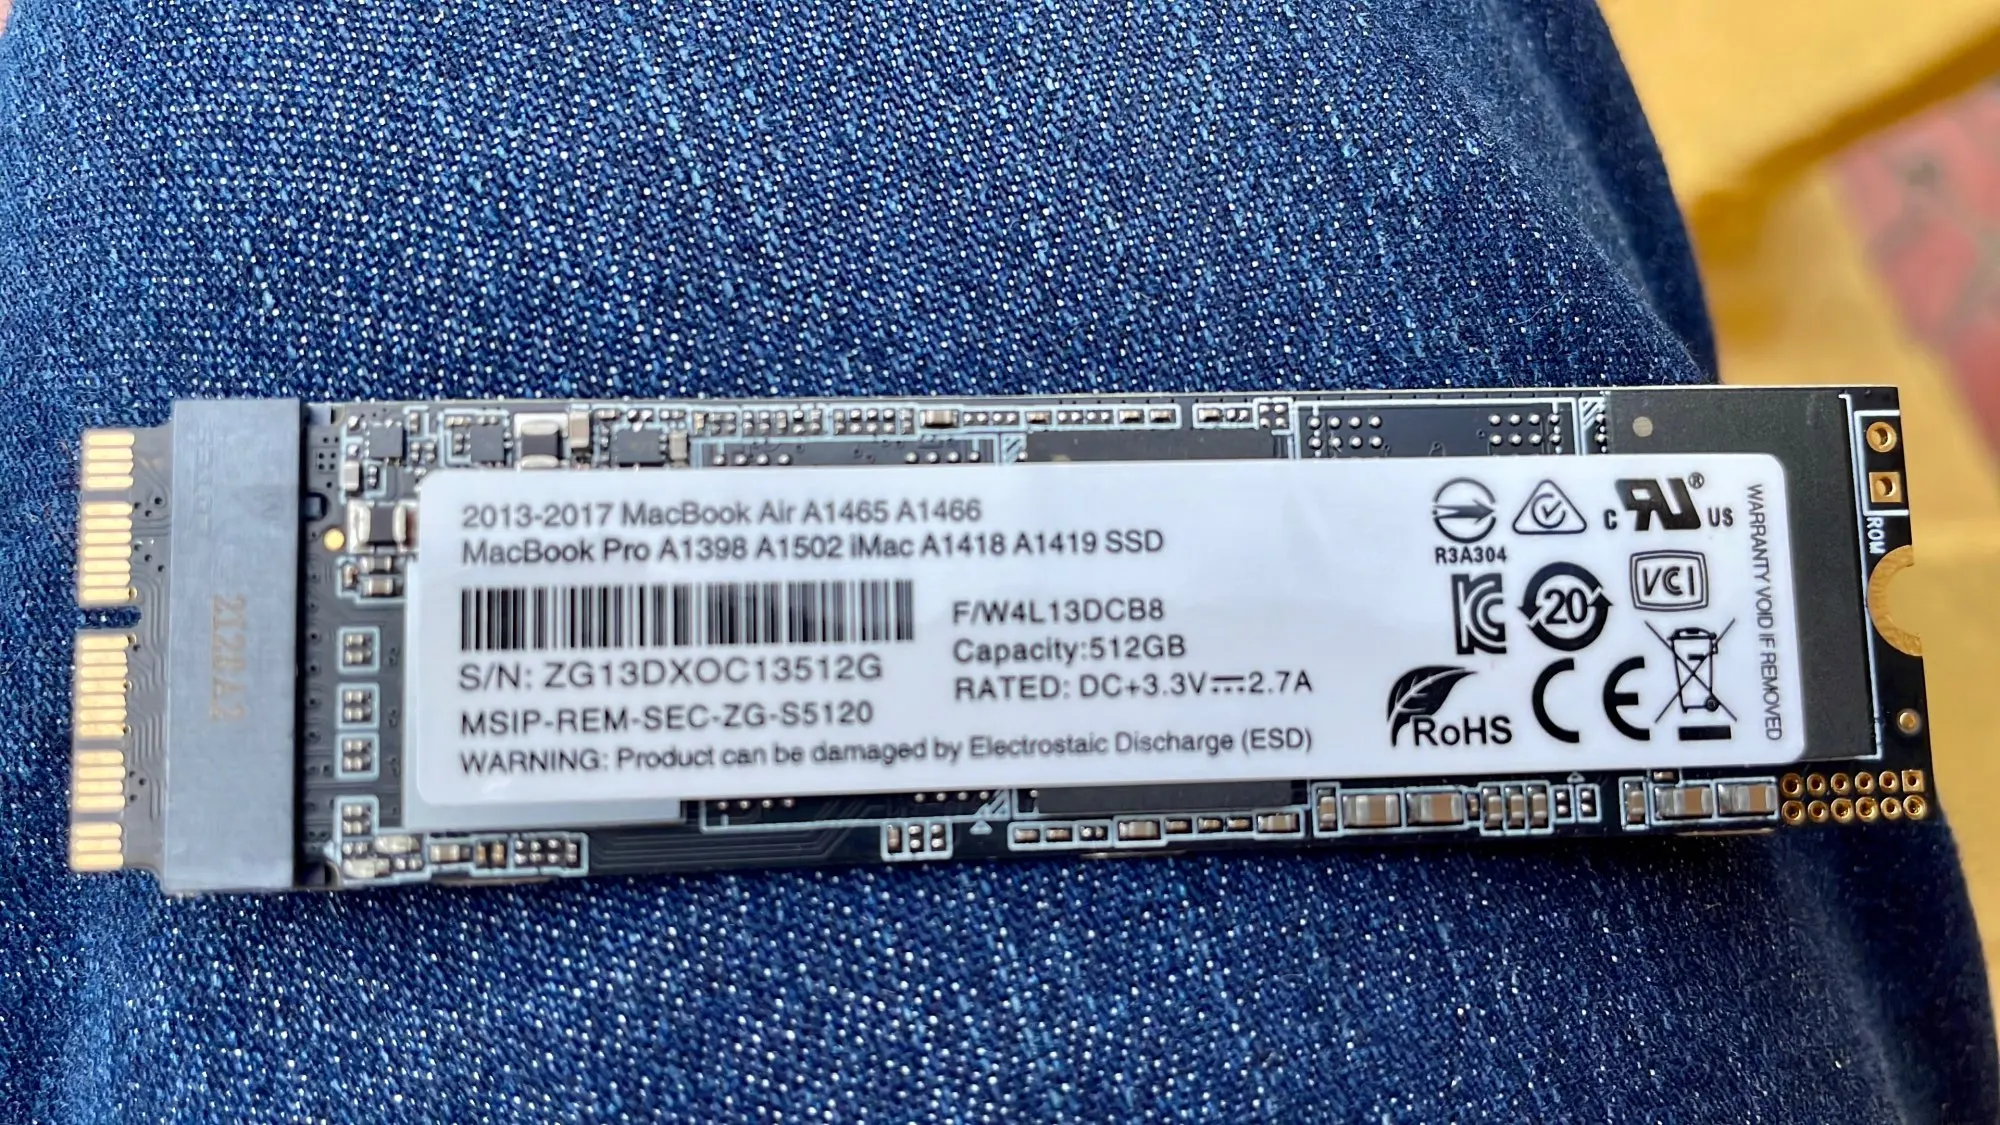 2013-2017 MacBook Air A1465 A1466
MacBook Pro A1398 A1502 iMac A1418 A1419 SSD
S/N: ZG13DXOC13512G
MSIP-REM-SEC-ZG-S5120
F/W4L13DCB8
Capacity:512GB
RATED: DC+3.3V⎓2.7A
WARNING: Product can be damaged by Electrostaic Discharge (ESD)
R3A304
C RU® US
KC
20
VCI
RoHS
CE
WARRANTY VOID IF REMOVED
ROM